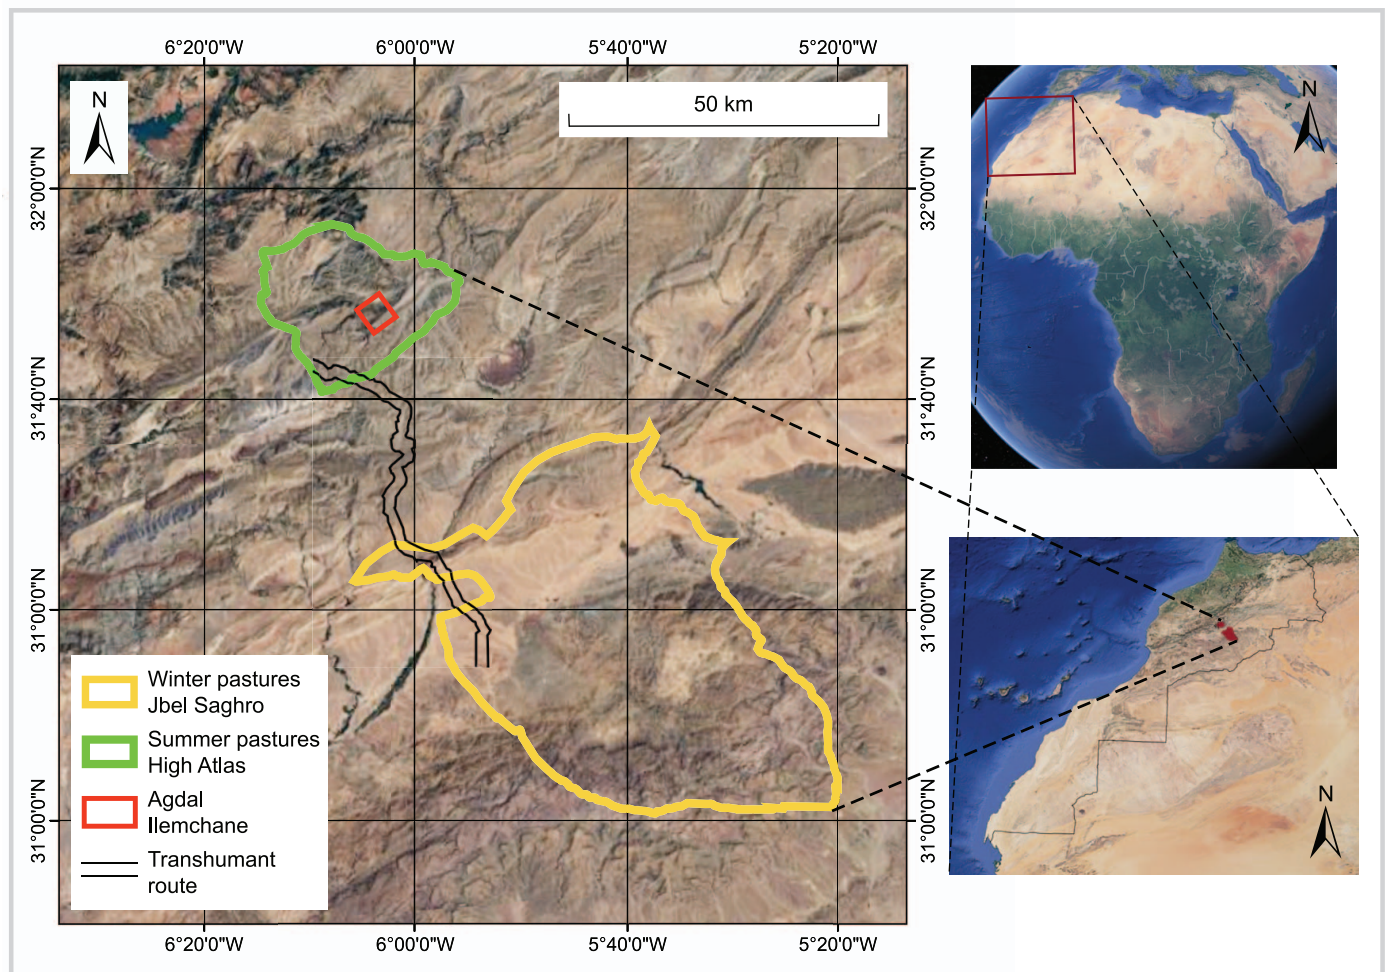 6°20'0"W 6°00'0"W 5°40'0"W 5°20'0"W
N
50 km
N
32°00'0"N
32°00'0"N
31°40'0"N
31°40'0"N
31°00'0"N
31°00'0"N
Winter pastures
Jbel Saghro
Summer pastures
High Atlas
Agdal
Ilemchane
Transhumant
route
31°00'0"N
31°00'0"N
N
6°20'0"W 6°00'0"W 5°40'0"W 5°20'0"W